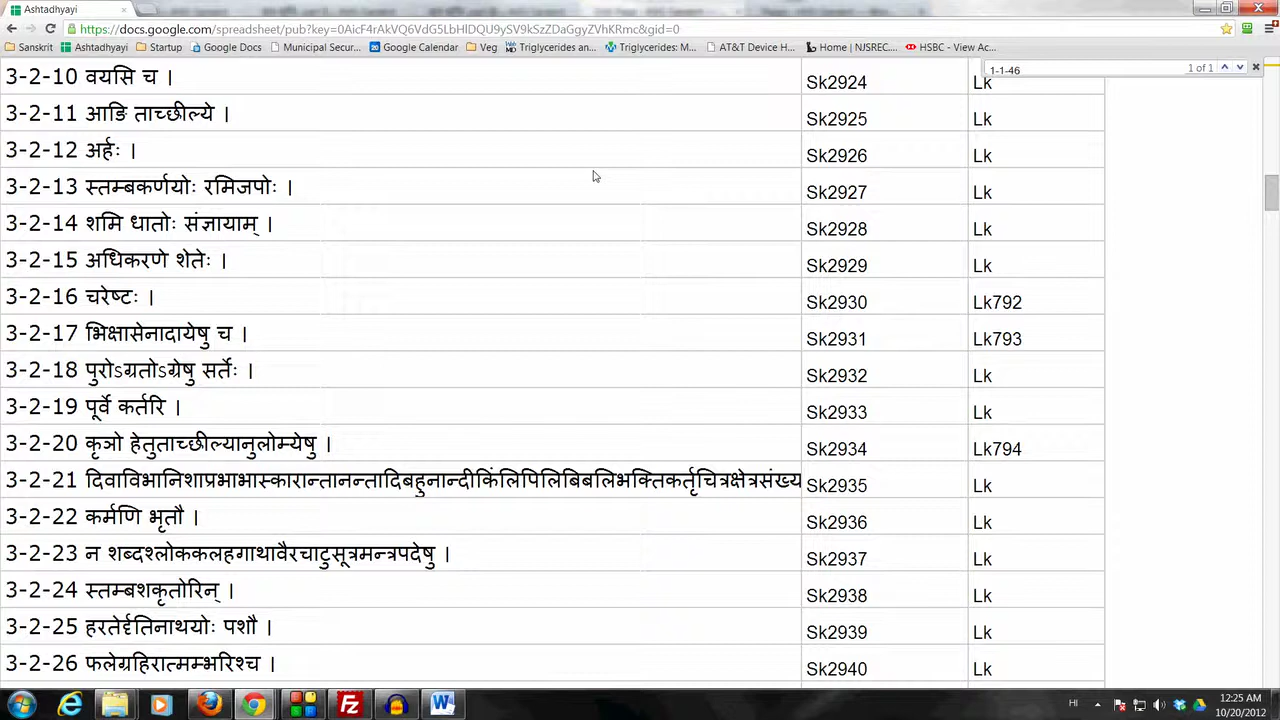 Ashtadhyayi
https://docs.google.com/spreadsheet/pub?key=0AicF4rAkVQ6VdG5LbHlDQU9ySV9kSzZDazgyZVhKRmc&gid=0
Sanskrit Ashtadhyayi Startup Google Docs Municipal Secur... Google Calendar Veg Triglycerides an... Triglycerides: M... AT&T Device H... Home | NJSREC... HSBC - View Ac...
1-1-46 1 of 1
3-2-10 वयसि च । Sk2924 Lk
3-2-11 आङि ताच्छील्ये । Sk2925 Lk
3-2-12 अर्हः । Sk2926 Lk
3-2-13 स्तम्बकर्णयोः रमिजपोः । Sk2927 Lk
3-2-14 शमि धातोः संज्ञायाम् । Sk2928 Lk
3-2-15 अधिकरणे शेतेः । Sk2929 Lk
3-2-16 चरेष्टः । Sk2930 Lk792
3-2-17 भिक्षासेनादायेषु च । Sk2931 Lk793
3-2-18 पुरोऽग्रतोऽग्रेषु सर्तेः । Sk2932 Lk
3-2-19 पूर्वे कर्तरि । Sk2933 Lk
3-2-20 कृञो हेतुताच्छील्यानुलोम्येषु । Sk2934 Lk794
3-2-21 दिवाविभानिशाप्रभाभास्कारान्तानन्तादिबहुनान्दीकिंलिपिलिबिबलिभक्तिकर्तृचित्रक्षेत्रसंख्य Sk2935 Lk
3-2-22 कर्मणि भृतौ । Sk2936 Lk
3-2-23 न शब्दश्लोककलहगाथावैरचाटुसूत्रमन्त्रपदेषु । Sk2937 Lk
3-2-24 स्तम्बशकृतोरिन् । Sk2938 Lk
3-2-25 हरतेर्दृतिनाथयोः पशौ । Sk2939 Lk
3-2-26 फलेग्रहिरात्मम्भरिश्च । Sk2940 Lk
HI 12:25 AM
10/20/2012